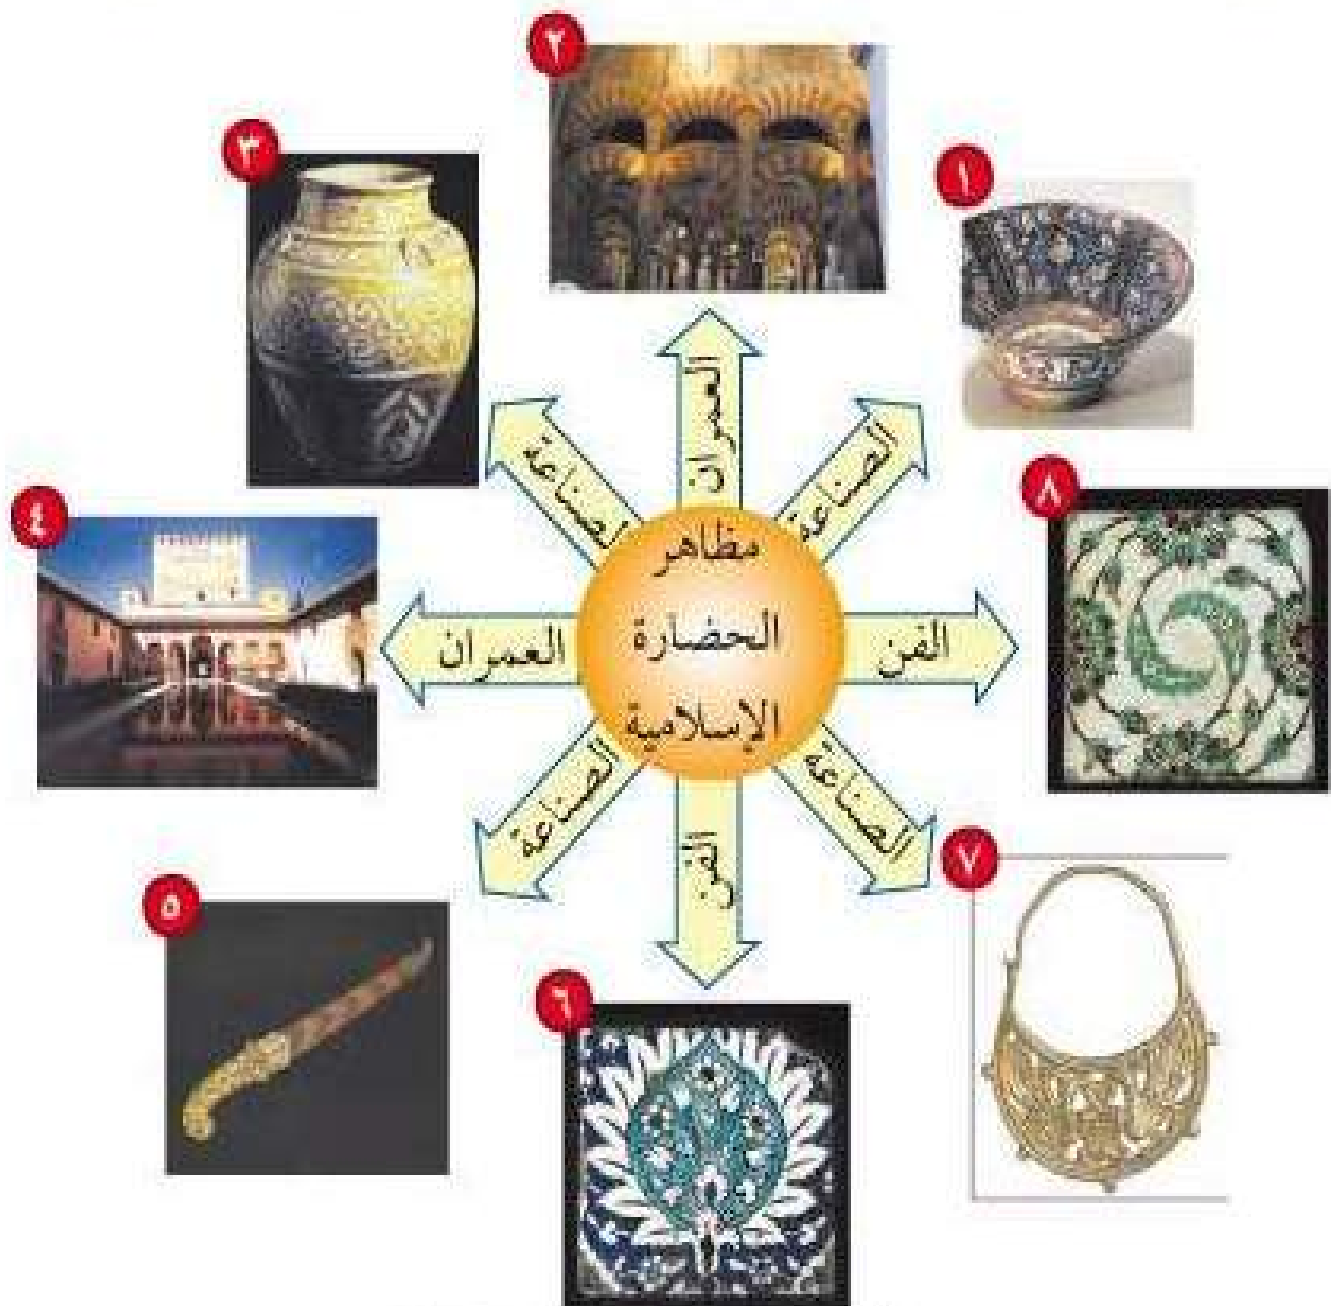 مظاهر
الحضارة
الإسلامية
١
الصناعة
٢
العمران
٣
الصناعة
٤
العمران
٥
الصناعة
٦
الفن
٧
الصناعة
٨
الفن